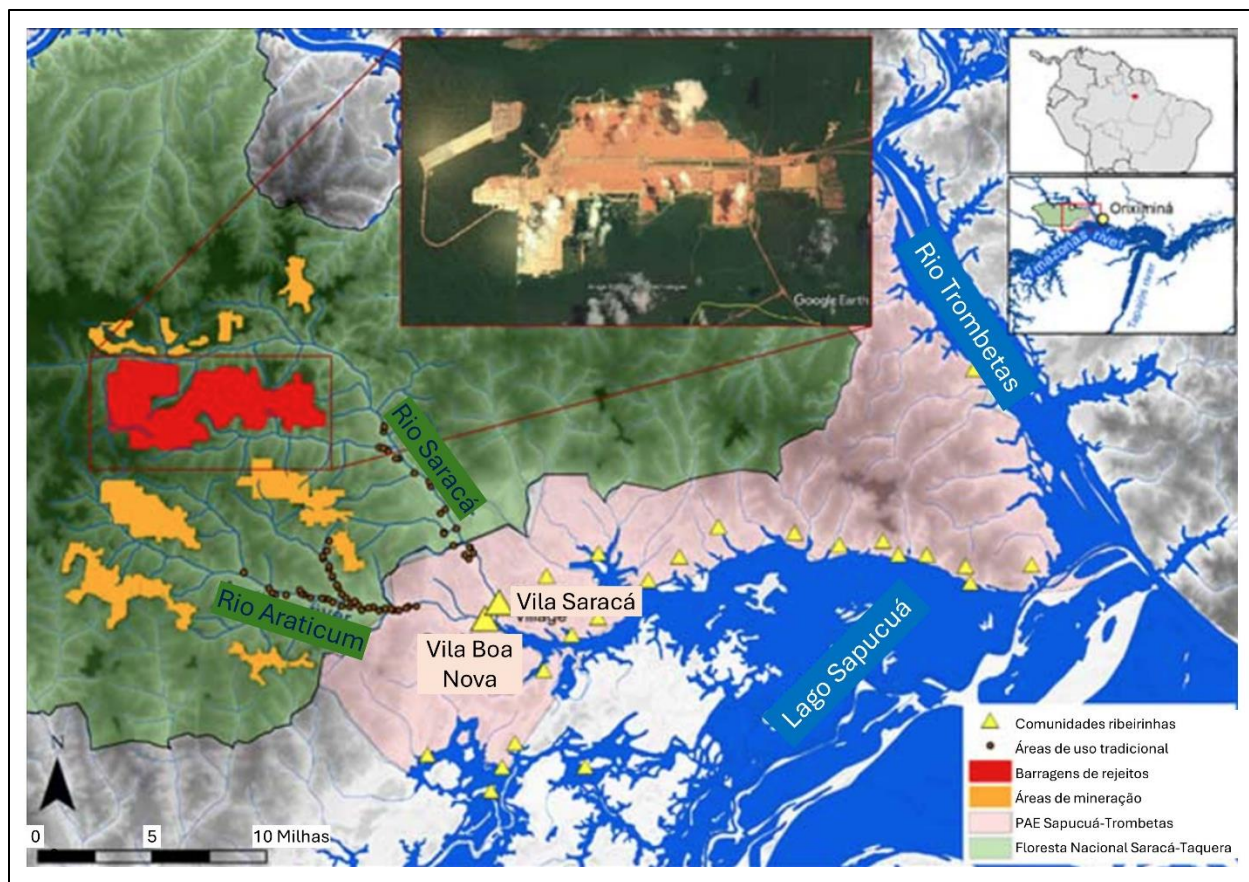 Google Earth
Oriximiná
Amazonas river
Tapajós river
Rio Trombetas
Rio Saracá
Rio Araticum
Vila Saracá
Village
Vila Boa
Nova
Lago Sapucuá
N
0 5 10 Milhas
Comunidades ribeirinhas
Áreas de uso tradicional
Barragens de rejeitos
Áreas de mineração
PAE Sapucuá-Trombetas
Floresta Nacional Saracá-Taquera